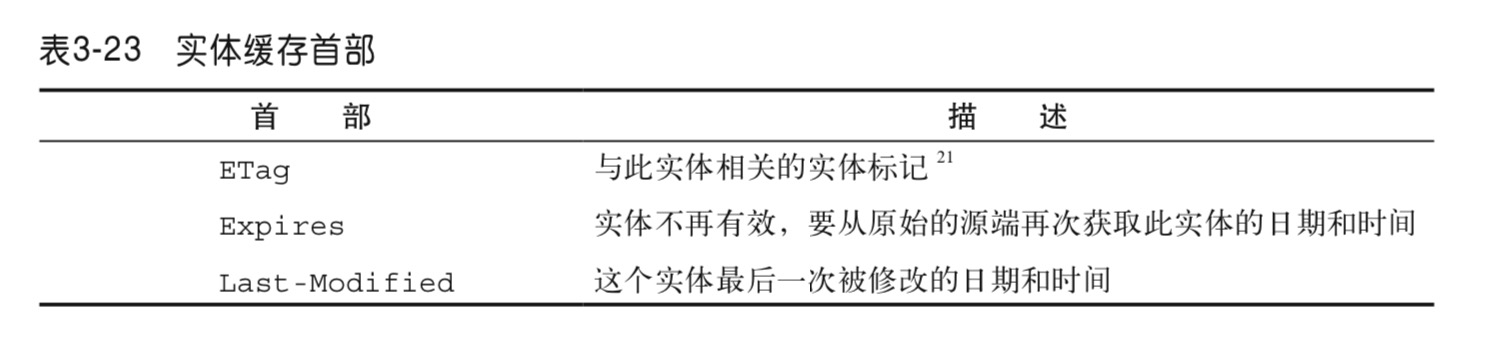 表3-23 实体缓存首部
首 部 描 述
ETag 与此实体相关的实体标记21
Expires 实体不再有效，要从原始的源端再次获取此实体的日期和时间
Last-Modified 这个实体最后一次被修改的日期和时间